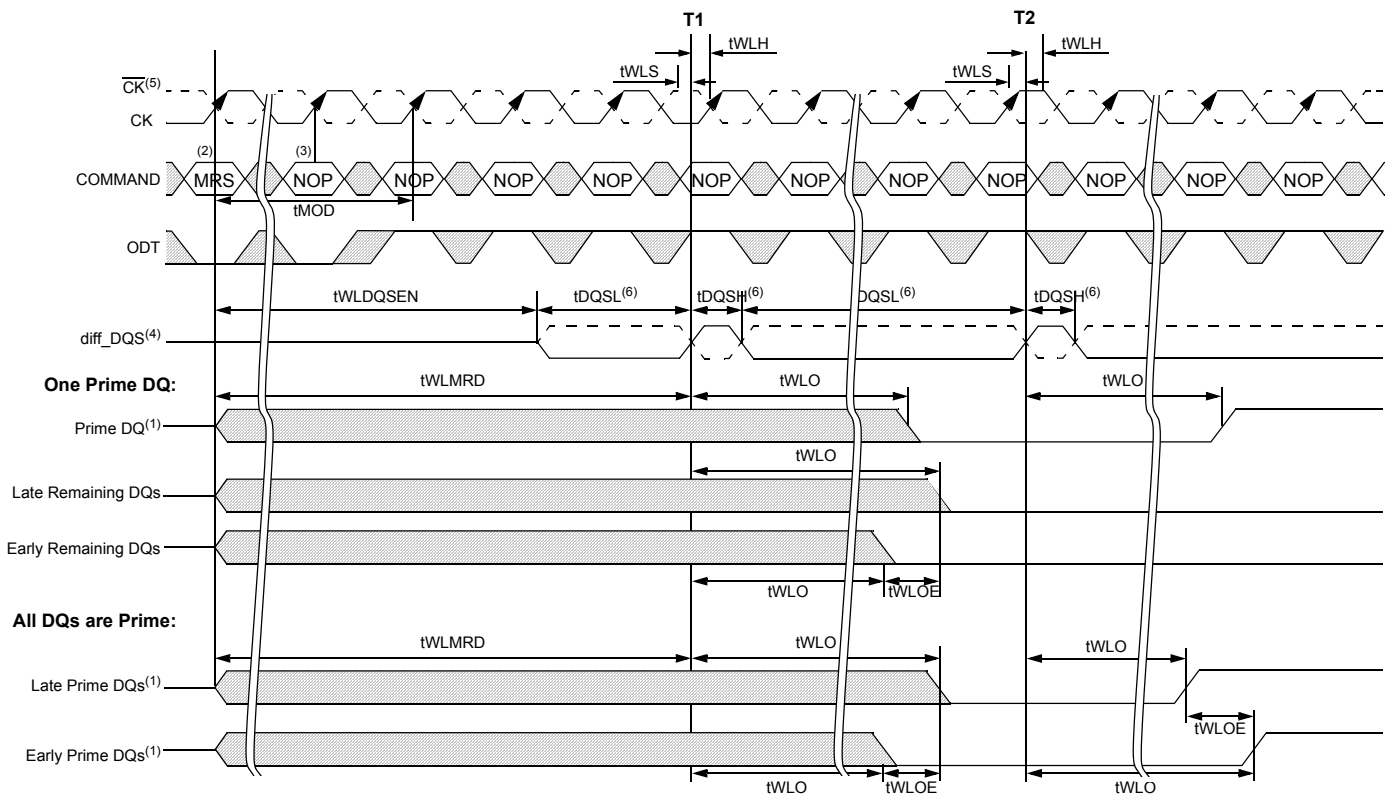 T1 T2
tWLH tWLH
tWLS tWLS
CK(5)
CK
(2) (3)
COMMAND MRS NOP NOP NOP NOP NOP NOP NOP NOP NOP NOP NOP
tMOD
ODT
tWLDQSEN tDQSL(6) tDQSH(6) DQSL(6) tDQSH(6)
diff_DQS(4)
One Prime DQ:
tWLMRD tWLO tWLO
Prime DQ(1)
tWLO
Late Remaining DQs
Early Remaining DQs
tWLO tWLOE
All DQs are Prime:
tWLMRD tWLO tWLO
Late Prime DQs(1)
tWLOE
Early Prime DQs(1)
tWLO tWLOE tWLO